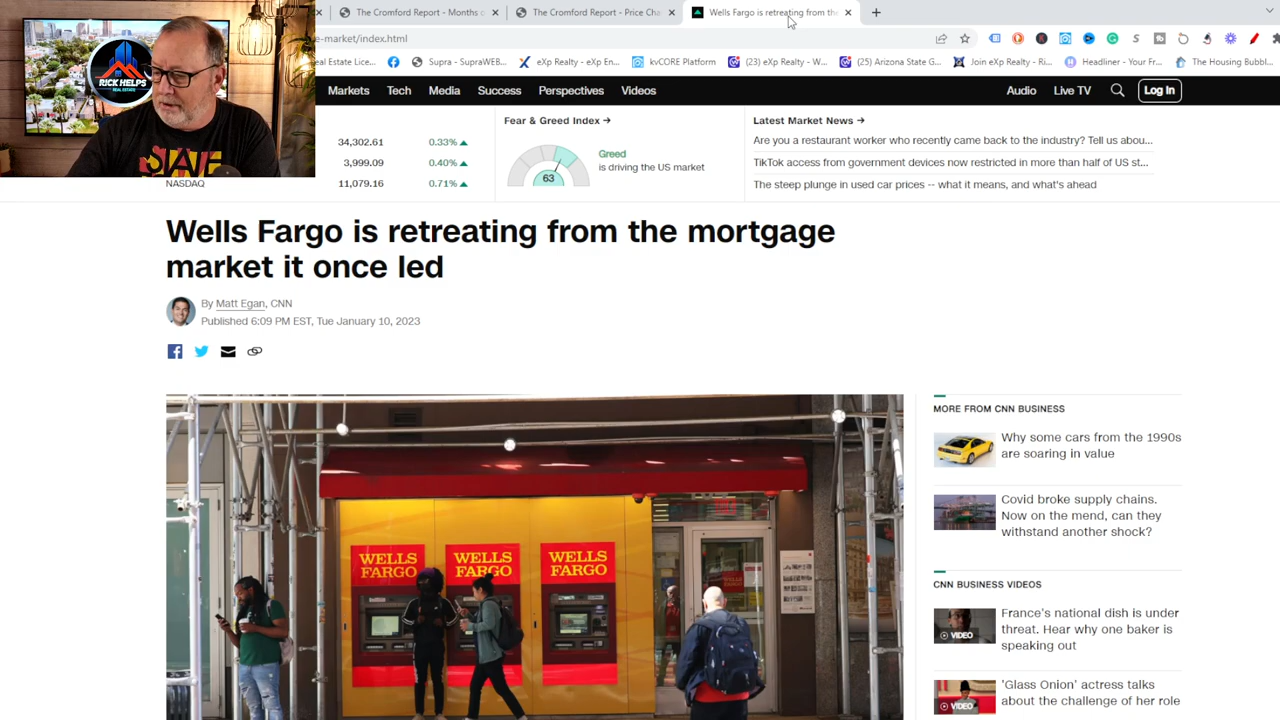 The Cromford Report - Months o
The Cromford Report - Price Cha
Wells Fargo is retreating from the
e-market/index.html
Real Estate Lice...
Supra - SupraWEB...
eXp Realty - eXp En...
kvCORE Platform
(23) eXp Realty - W...
(25) Arizona State G...
Join eXp Realty - Ri...
Headliner - Your Fr...
The Housing Bubbl...
RICK HELPS
REAL ESTATE
Markets
Tech
Media
Success
Perspectives
Videos
Audio
Live TV
Log In
34,302.61 0.33%
3,999.09 0.40%
NASDAQ 11,079.16 0.71%
Fear & Greed Index →
63
Greed
is driving the US market
Latest Market News →
Are you a restaurant worker who recently came back to the industry? Tell us abou...
TikTok access from government devices now restricted in more than half of US st...
The steep plunge in used car prices -- what it means, and what's ahead
Wells Fargo is retreating from the mortgage
market it once led
By Matt Egan, CNN
Published 6:09 PM EST, Tue January 10, 2023
WELLS
FARGO
WELLS
FARGO
WELLS
FARGO
MORE FROM CNN BUSINESS
Why some cars from the 1990s
are soaring in value
Covid broke supply chains.
Now on the mend, can they
withstand another shock?
CNN BUSINESS VIDEOS
France's national dish is under
threat. Hear why one baker is
speaking out
VIDEO
'Glass Onion' actress talks
about the challenge of her role
VIDEO